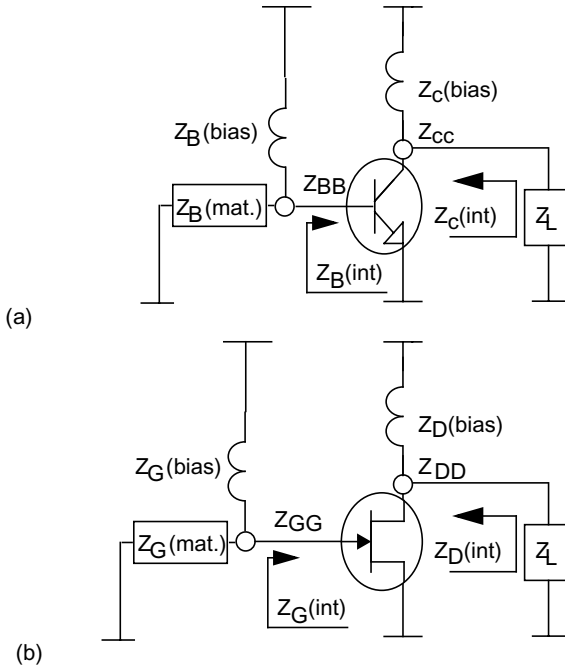 Zc(bias)
ZB(bias)
Zcc
ZBB
ZB(mat.)
Zc(int)
ZL
ZB(int)
(a)
ZD(bias)
ZG(bias)
ZDD
ZGG
ZG(mat.)
ZD(int)
ZL
ZG(int)
(b)